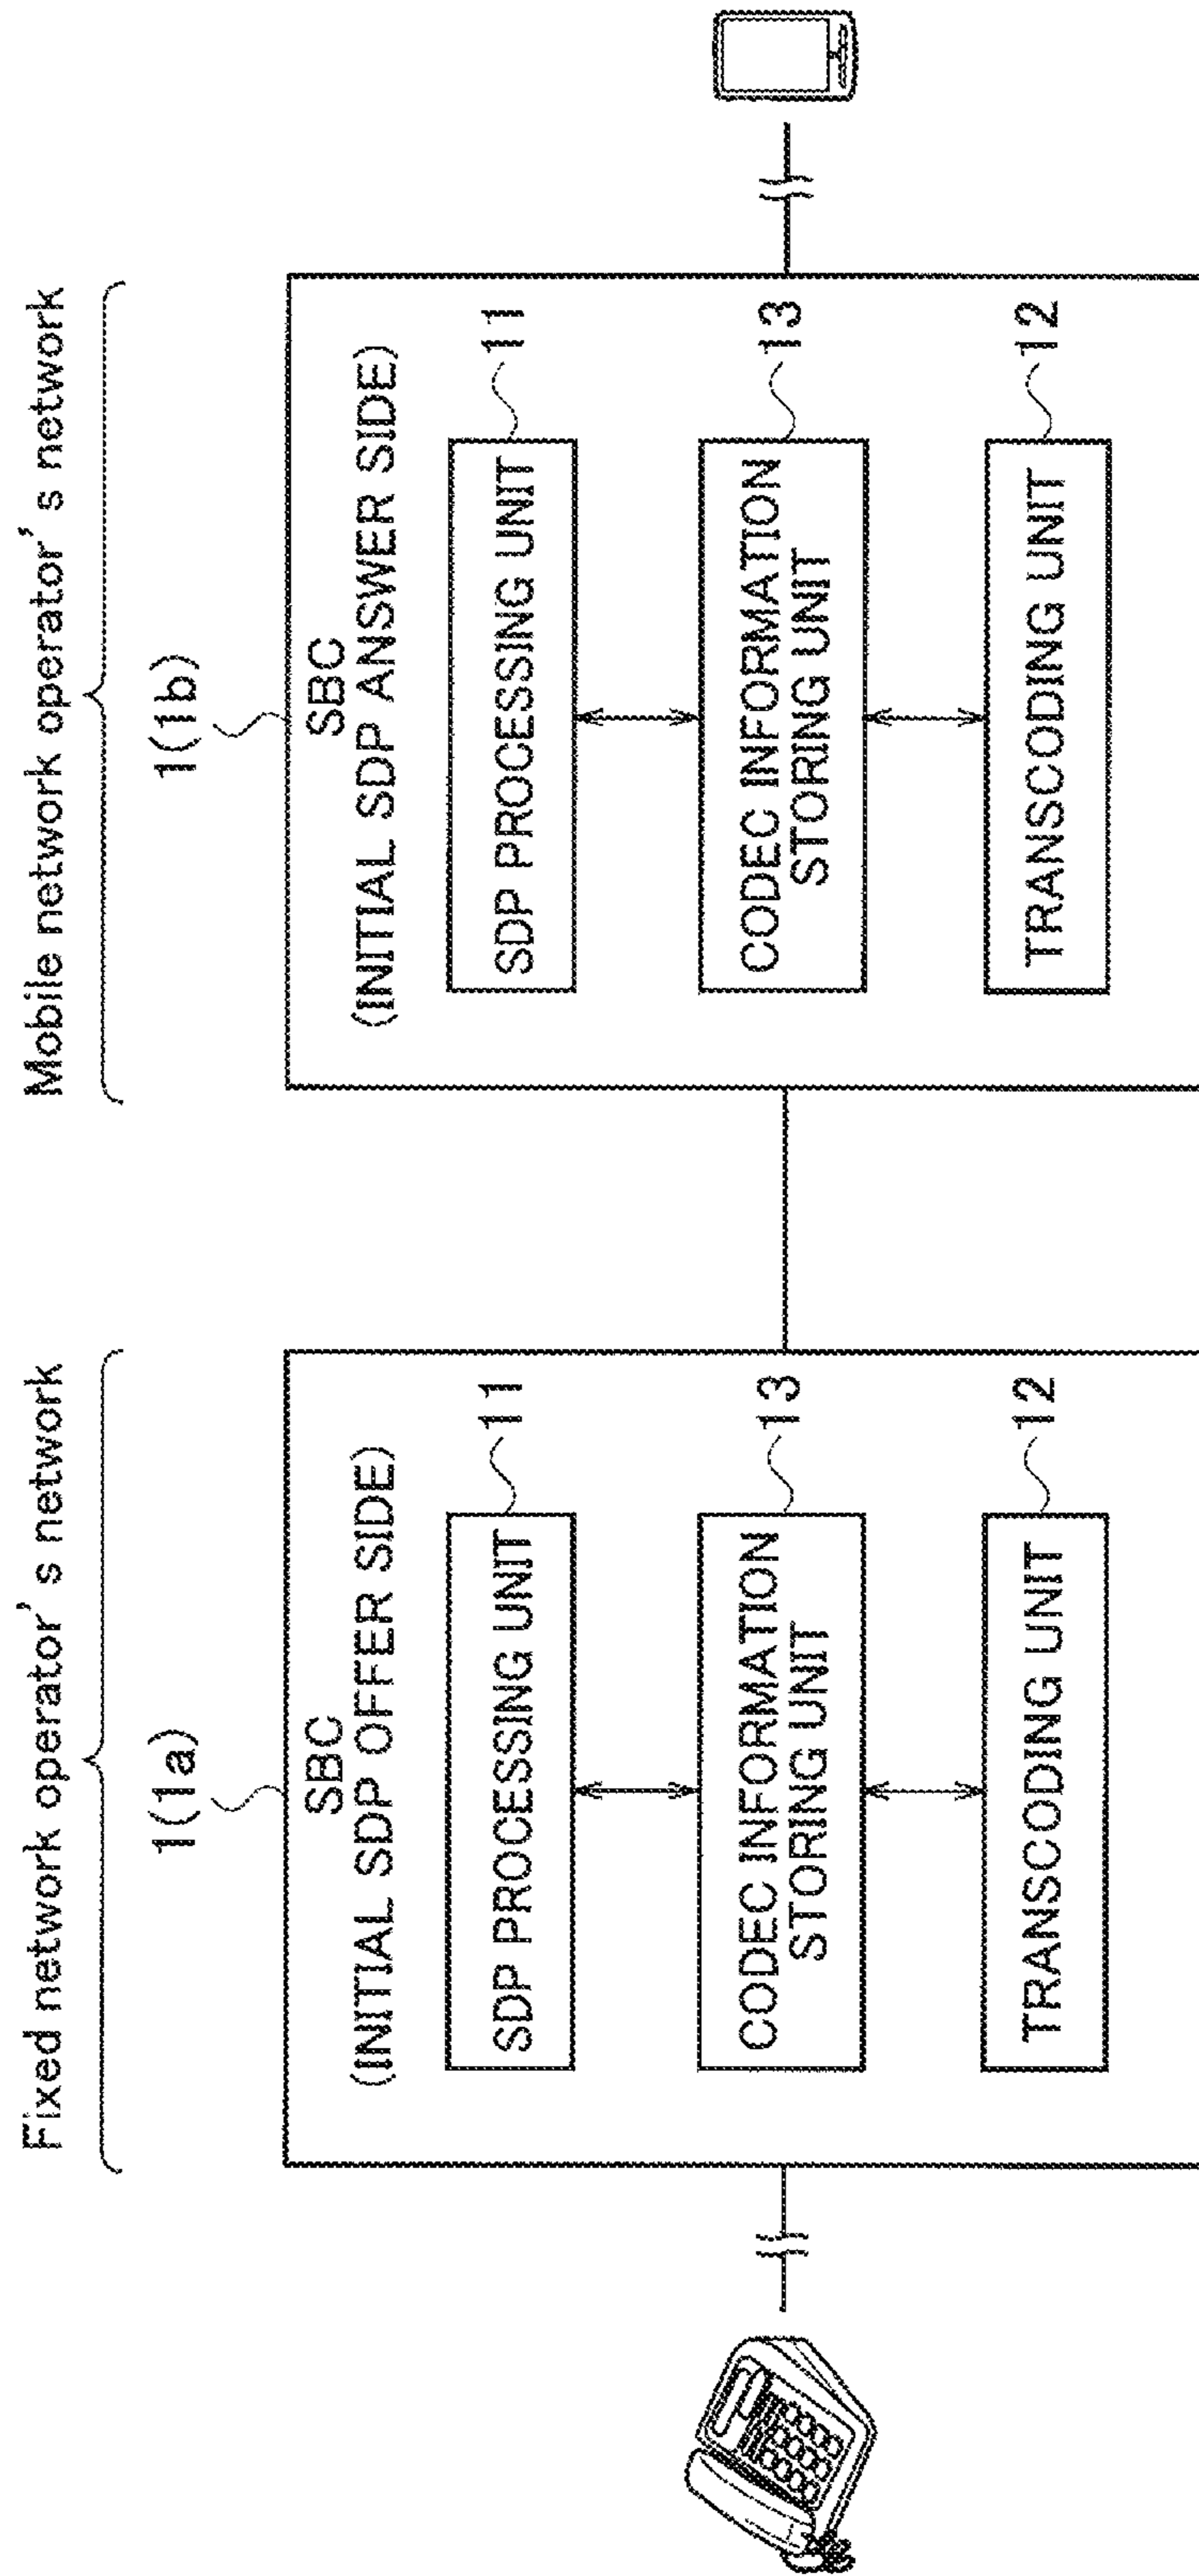 Fixed network operator's network
1(1a)
SBC
(INITIAL SDP OFFER SIDE)
SDP PROCESSING UNIT
11
CODEC INFORMATION
STORING UNIT
13
TRANSCODING UNIT
12
Mobile network operator's network
1(1b)
SBC
(INITIAL SDP ANSWER SIDE)
SDP PROCESSING UNIT
11
CODEC INFORMATION
STORING UNIT
13
TRANSCODING UNIT
12